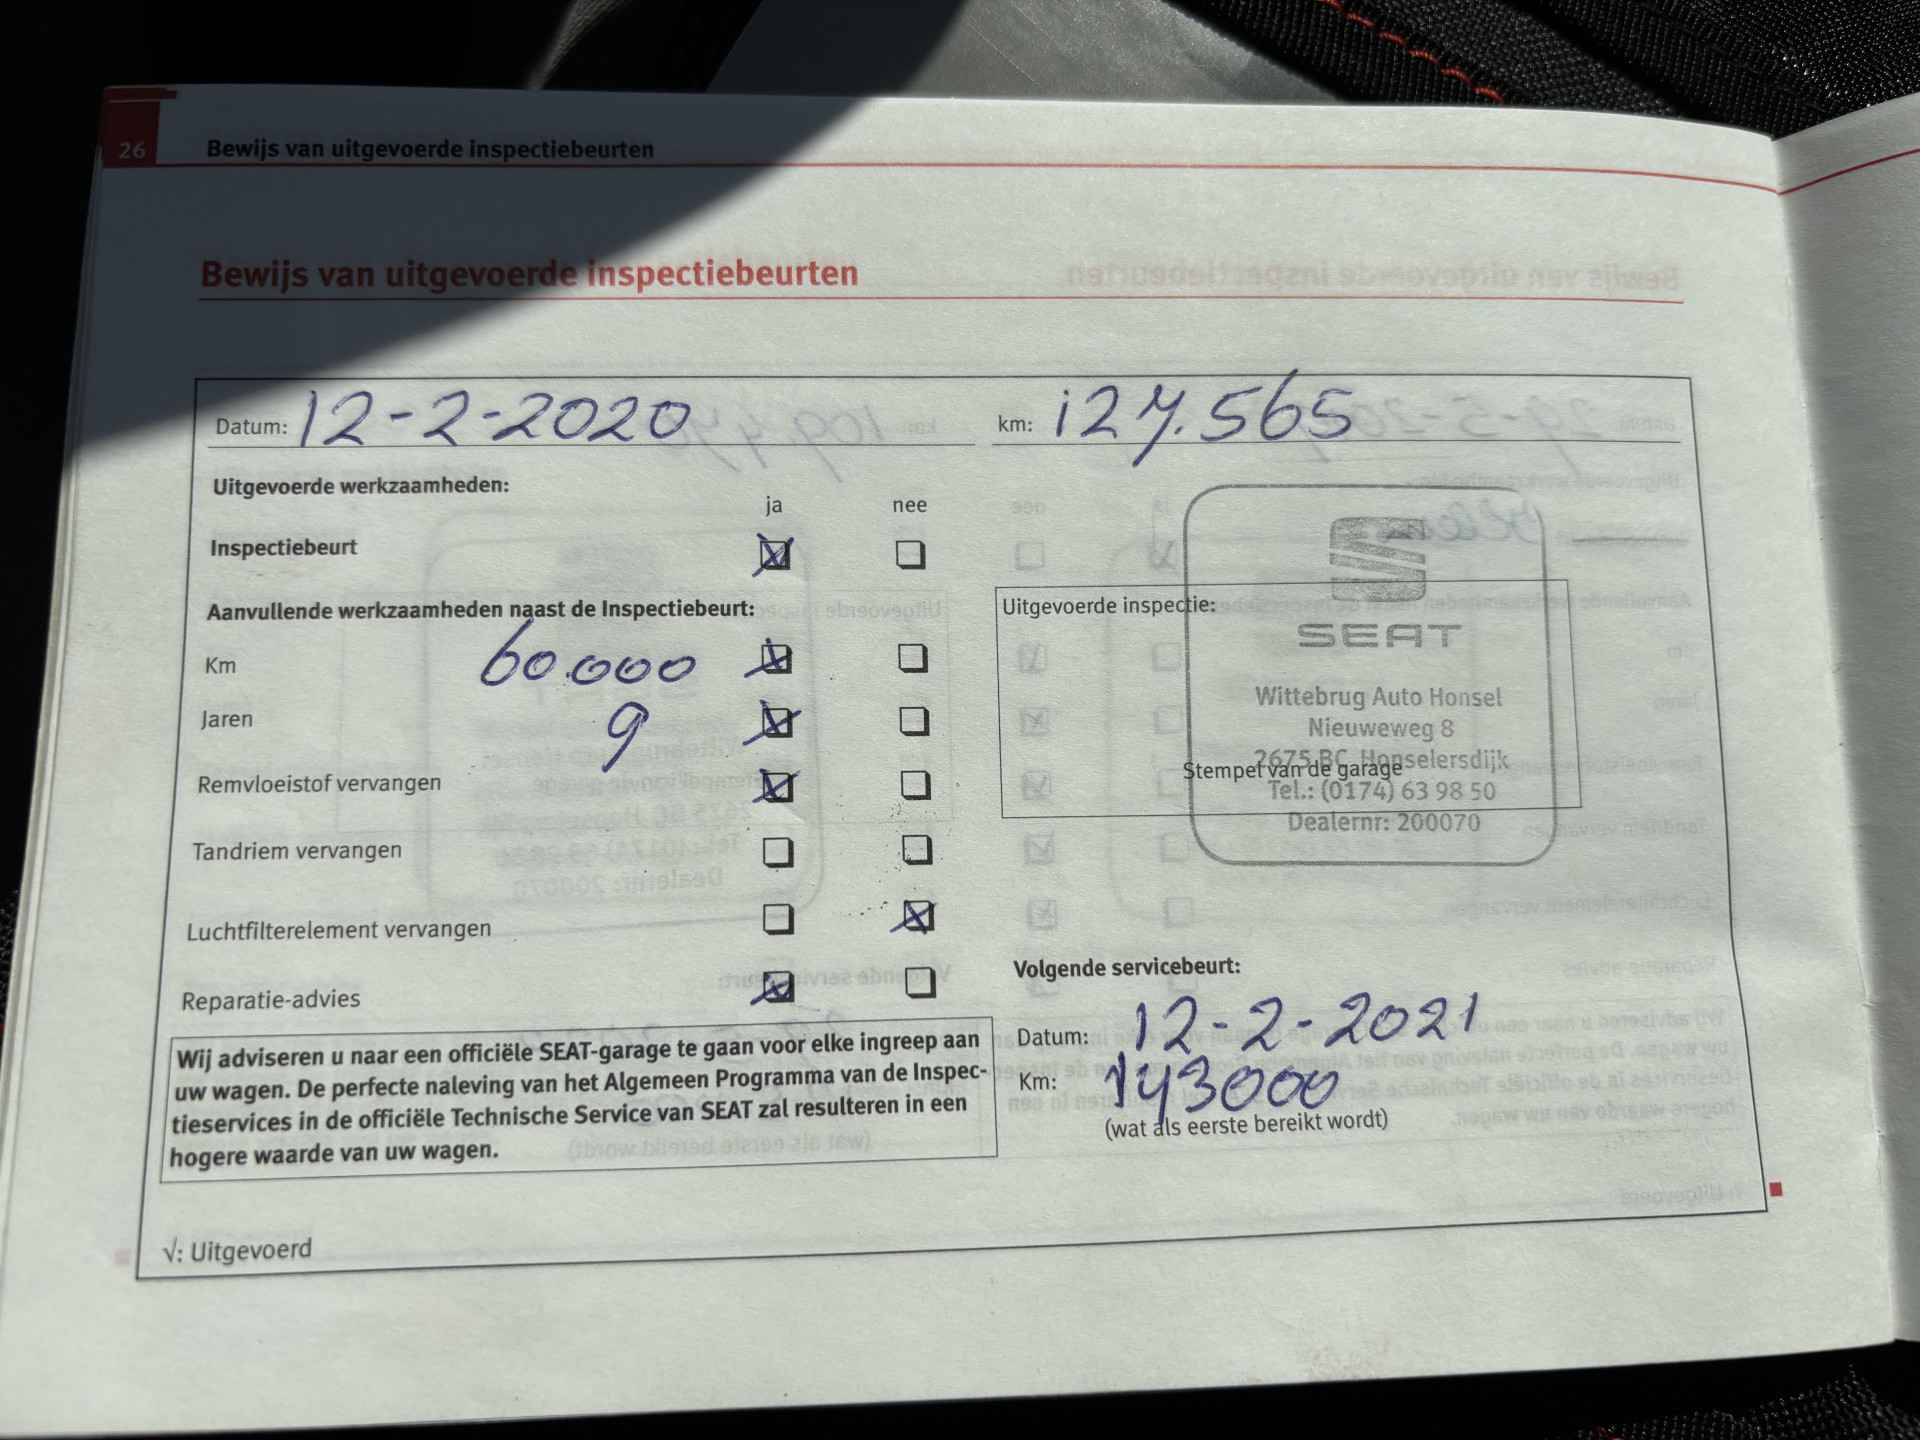 26 Bewijs van uitgevoerde inspectiebeurten
Bewijs van uitgevoerde inspectiebeurten
Datum: 12-2-2020 km: 127.565
Uitgevoerde werkzaamheden:
ja nee
Inspectiebeurt
Aanvullende werkzaamheden naast de Inspectiebeurt:
Km 60.000
Jaren 9
Remvloeistof vervangen
Tandriem vervangen
Luchtfilterelement vervangen
Reparatie-advies
Wij adviseren u naar een officiële SEAT-garage te gaan voor elke ingreep aan
uw wagen. De perfecte naleving van het Algemeen Programma van de Inspec-
tieservices in de officiële Technische Service van SEAT zal resulteren in een
hogere waarde van uw wagen.
√: Uitgevoerd
Uitgevoerde inspectie:
SEAT
Wittebrug Auto Honsel
Nieuweweg 8
2675 BC Honselersdijk
Stempel van de garage
Tel.: (0174) 63 98 50
Dealernr: 200070
Volgende servicebeurt:
Datum: 12-2-2021
Km: 143000
(wat als eerste bereikt wordt)